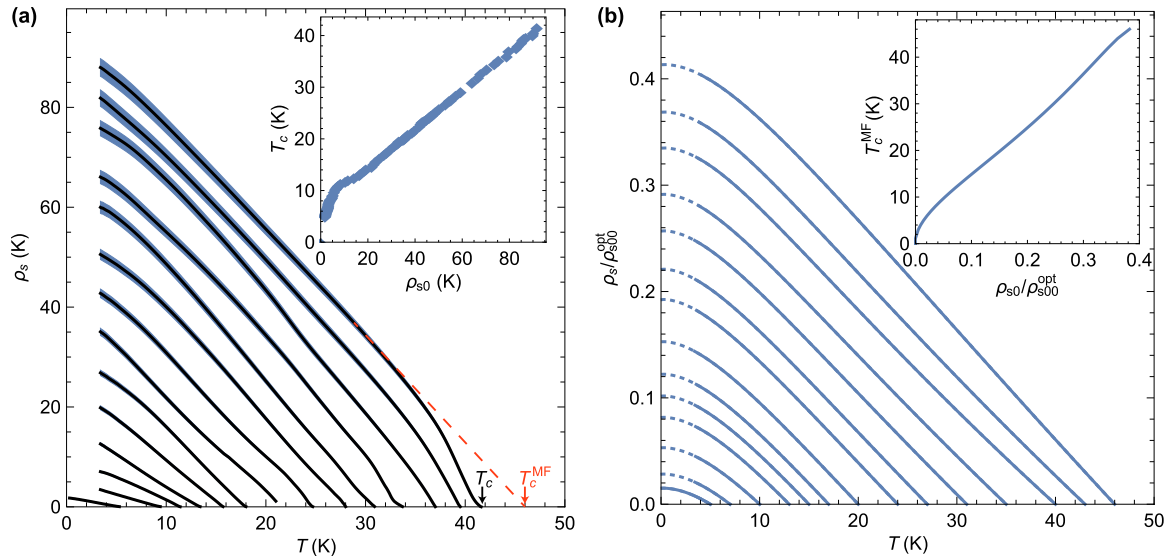 (a)
ρs (K)
80
60
40
20
0
0 10 20 30 40 50
T (K)
Tc
TcMF
Tc (K)
40
30
20
10
0
0 20 40 60 80
ρs0 (K)
(b)
ρs/ρs00opt
0.4
0.3
0.2
0.1
0.0
0 10 20 30 40 50
T (K)
TcMF (K)
40
30
20
10
0
0.0 0.1 0.2 0.3 0.4
ρs0/ρs00opt